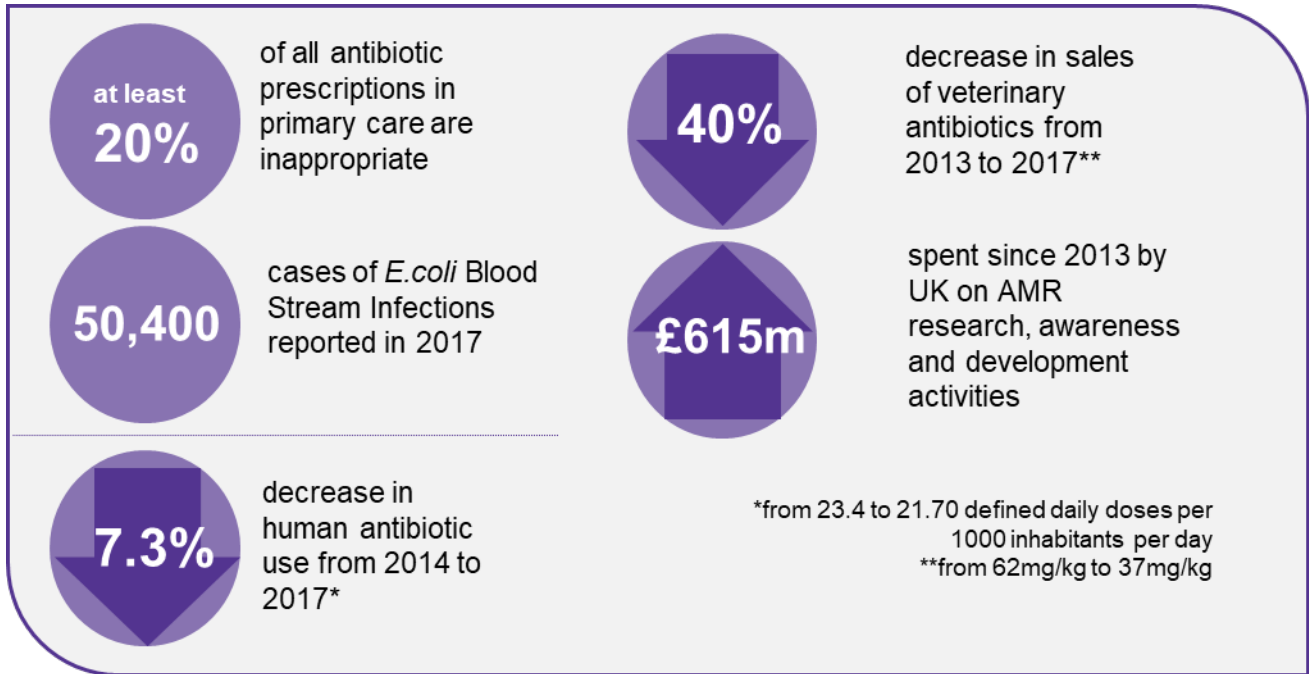 at least
20%
of all antibiotic
prescriptions in
primary care are
inappropriate
50,400
cases of E.coli Blood
Stream Infections
reported in 2017
7.3%
decrease in
human antibiotic
use from 2014 to
2017*
40%
decrease in sales
of veterinary
antibiotics from
2013 to 2017**
£615m
spent since 2013 by
UK on AMR
research, awareness
and development
activities
*from 23.4 to 21.70 defined daily doses per
1000 inhabitants per day
**from 62mg/kg to 37mg/kg